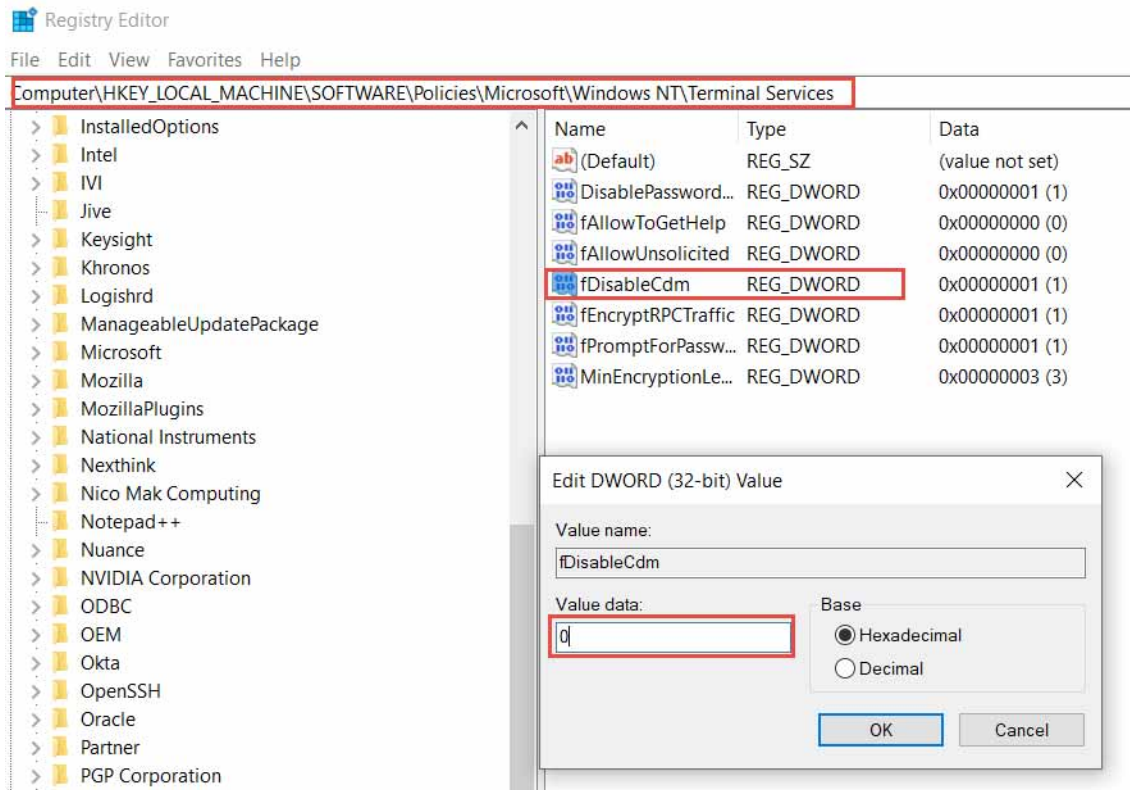 Registry Editor
File Edit View Favorites Help
Computer\HKEY_LOCAL_MACHINE\SOFTWARE\Policies\Microsoft\Windows NT\Terminal Services
InstalledOptions
Intel
IVI
Jive
Keysight
Khronos
Logishrd
ManageableUpdatePackage
Microsoft
Mozilla
MozillaPlugins
National Instruments
Nexthink
Nico Mak Computing
Notepad++
Nuance
NVIDIA Corporation
ODBC
OEM
Okta
OpenSSH
Oracle
Partner
PGP Corporation
Name Type Data
ab (Default) REG_SZ (value not set)
DisablePassword... REG_DWORD 0x00000001 (1)
fAllowToGetHelp REG_DWORD 0x00000000 (0)
fAllowUnsolicited REG_DWORD 0x00000000 (0)
fDisableCdm REG_DWORD 0x00000001 (1)
fEncryptRPCTraffic REG_DWORD 0x00000001 (1)
fPromptForPassw... REG_DWORD 0x00000001 (1)
MinEncryptionLe... REG_DWORD 0x00000003 (3)
Edit DWORD (32-bit) Value
Value name:
fDisableCdm
Value data:
0
Base
Hexadecimal
Decimal
OK Cancel